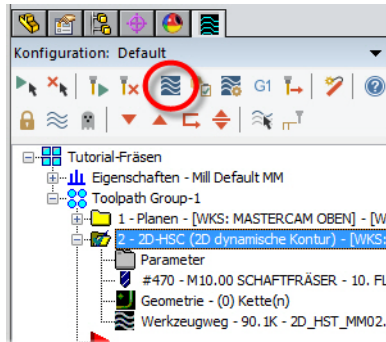 Konfiguration: Default
G1
Tutorial-Fräsen
Eigenschaften - Mill Default MM
Toolpath Group-1
1 - Planen - [WKS: MASTERCAM OBEN] - [W
2 - 2D-HSC (2D dynamische Kontur) - [WKS:
Parameter
#470 - M10.00 SCHAFTFRÄSER - 10. FL
Geometrie - (0) Kette(n)
Werkzeugweg - 90.1K - 2D_HST_MM02.